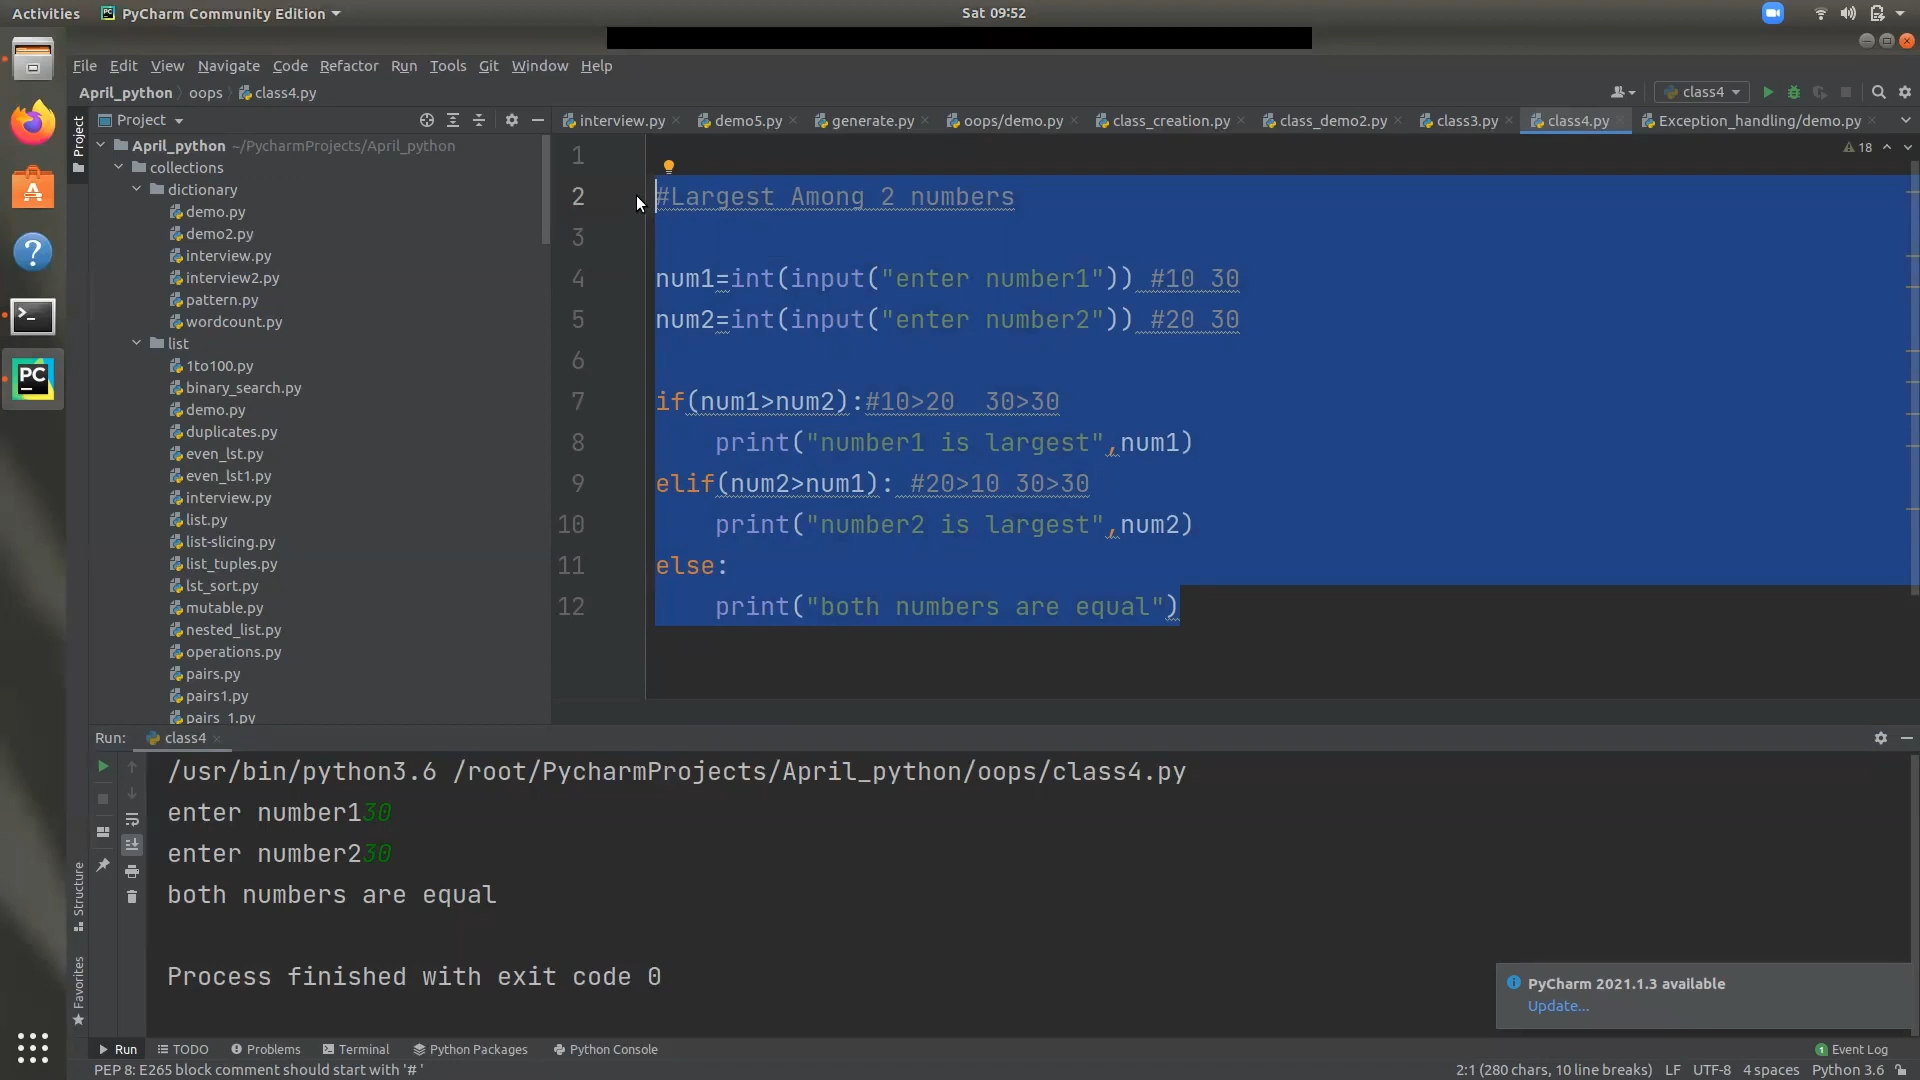 Activities PyCharm Community Edition Sat 09:52
File Edit View Navigate Code Refactor Run Tools Git Window Help
April_python oops class4.py class4
Project interview.py demo5.py generate.py oops/demo.py class_creation.py class_demo2.py class3.py class4.py Exception_handling/demo.py
Project
April_python ~/PycharmProjects/April_python
collections
dictionary
demo.py
demo2.py
interview.py
interview2.py
pattern.py
wordcount.py
list
1to100.py
binary_search.py
demo.py
duplicates.py
even_lst.py
even_lst1.py
interview.py
list.py
list-slicing.py
list_tuples.py
lst_sort.py
mutable.py
nested_list.py
operations.py
pairs.py
pairs1.py
pairs_1.py
18
1
2 #Largest Among 2 numbers
3
4 num1=int(input("enter number1")) #10 30
5 num2=int(input("enter number2")) #20 30
6
7 if(num1>num2):#10>20  30>30
8     print("number1 is largest",num1)
9 elif(num2>num1): #20>10 30>30
10     print("number2 is largest",num2)
11 else:
12     print("both numbers are equal")
Run: class4
/usr/bin/python3.6 /root/PycharmProjects/April_python/oops/class4.py
enter number130
enter number230
both numbers are equal
Process finished with exit code 0
Structure
Favorites
PyCharm 2021.1.3 available
Update...
Run TODO Problems Terminal Python Packages Python Console 1 Event Log
PEP 8: E265 block comment should start with '# ' 2:1 (280 chars, 10 line breaks) LF UTF-8 4 spaces Python 3.6